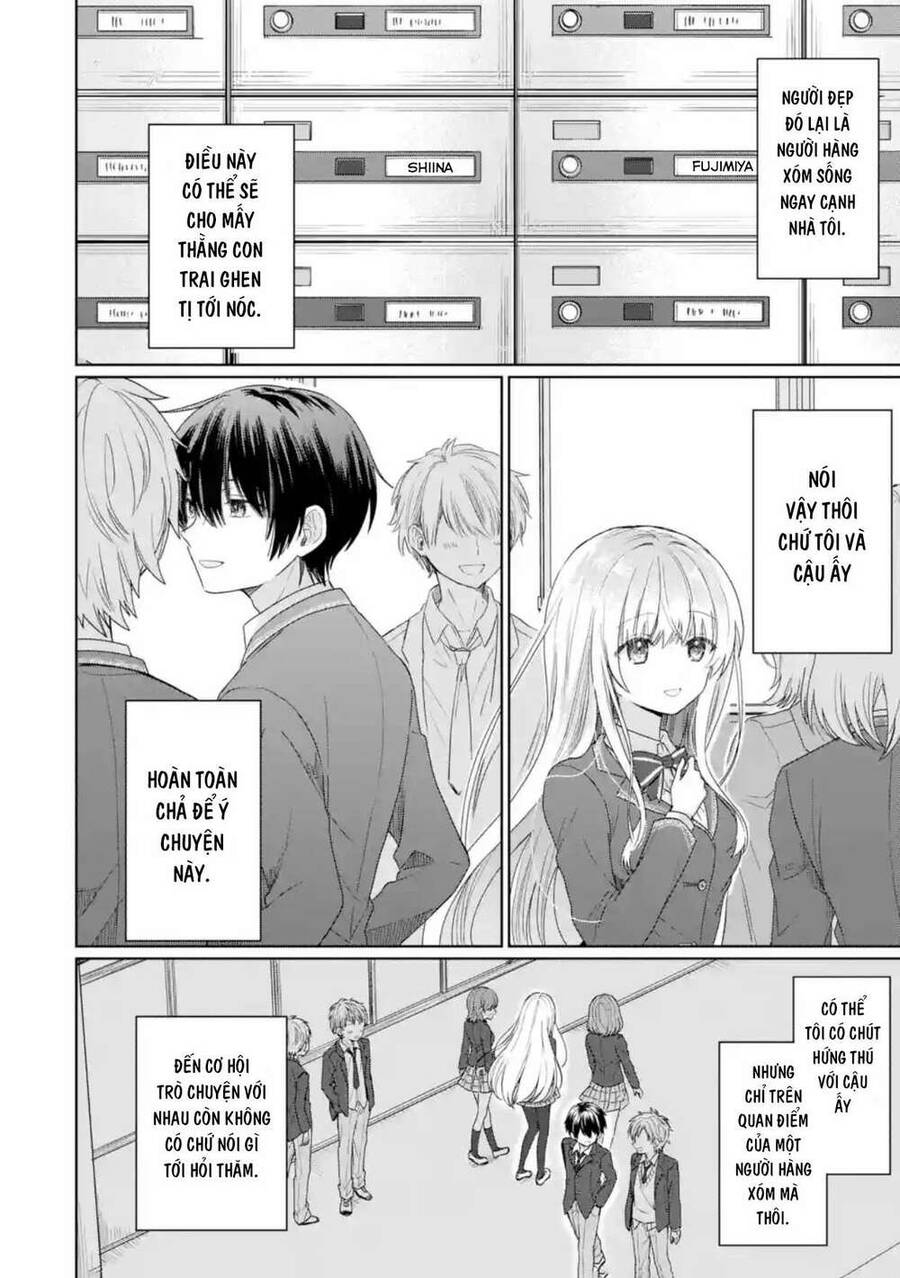 NGƯỜI ĐẸP
ĐÓ LẠI LÀ
NGƯỜI HÀNG
XÓM SỐNG
NGAY CẠNH
NHÀ TÔI.
FUJIMIYA
SHIINA
ĐIỀU NÀY
CÓ THỂ SẼ
CHO MẤY
THẰNG CON
TRAI GHEN
TỊ TỚI NÓC.
NÓI
VẬY THÔI
CHỨ TÔI VÀ
CẬU ẤY
HOÀN TOÀN
CHẢ ĐỂ Ý
CHUYỆN
NÀY.
CÓ THỂ
TÔI CÓ CHÚT
HỨNG THÚ
VỚI CẬU
ẤY
NHƯNG
CHỈ TRÊN
QUAN ĐIỂM
CỦA MỘT
NGƯỜI HÀNG
XÓM MÀ
THÔI.
ĐẾN CƠ HỘI
TRÒ CHUYỆN VỚI
NHAU CÒN KHÔNG
CÓ CHỨ NÓI GÌ
TỚI HỎI THĂM.